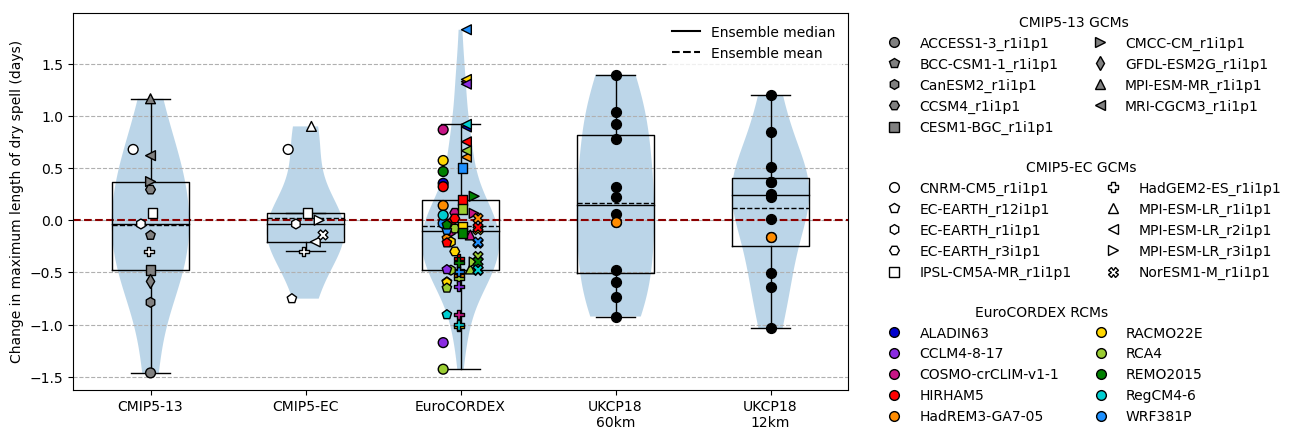 Change in maximum length of dry spell (days)
1.5
1.0
0.5
0.0
−0.5
−1.0
−1.5
CMIP5-13
CMIP5-EC
EuroCORDEX
UKCP18
60km
UKCP18
12km
Ensemble median
Ensemble mean
CMIP5-13 GCMs
ACCESS1-3_r1i1p1
BCC-CSM1-1_r1i1p1
CanESM2_r1i1p1
CCSM4_r1i1p1
CESM1-BGC_r1i1p1
CMCC-CM_r1i1p1
GFDL-ESM2G_r1i1p1
MPI-ESM-MR_r1i1p1
MRI-CGCM3_r1i1p1
CMIP5-EC GCMs
CNRM-CM5_r1i1p1
EC-EARTH_r12i1p1
EC-EARTH_r1i1p1
EC-EARTH_r3i1p1
IPSL-CM5A-MR_r1i1p1
HadGEM2-ES_r1i1p1
MPI-ESM-LR_r1i1p1
MPI-ESM-LR_r2i1p1
MPI-ESM-LR_r3i1p1
NorESM1-M_r1i1p1
EuroCORDEX RCMs
ALADIN63
CCLM4-8-17
COSMO-crCLIM-v1-1
HIRHAM5
HadREM3-GA7-05
RACMO22E
RCA4
REMO2015
RegCM4-6
WRF381P